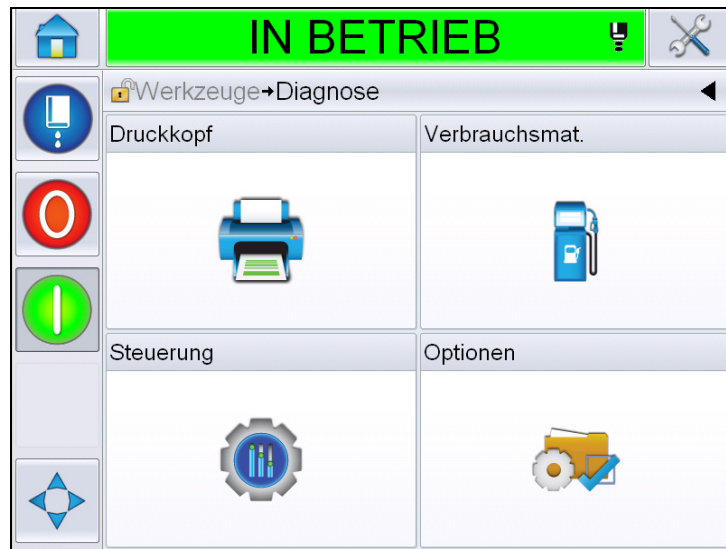 IN BETRIEB
Werkzeuge→Diagnose
Druckkopf
Verbrauchsmat.
Steuerung
Optionen